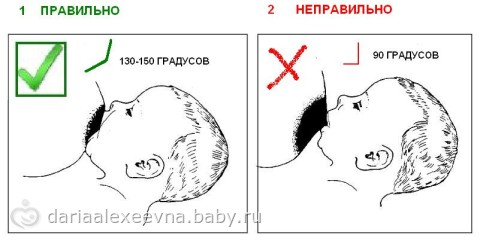 1 ПРАВИЛЬНО
2 НЕПРАВИЛЬНО
130-150 ГРАДУСОВ
90 ГРАДУСОВ
dariaalexeevna.baby.ru